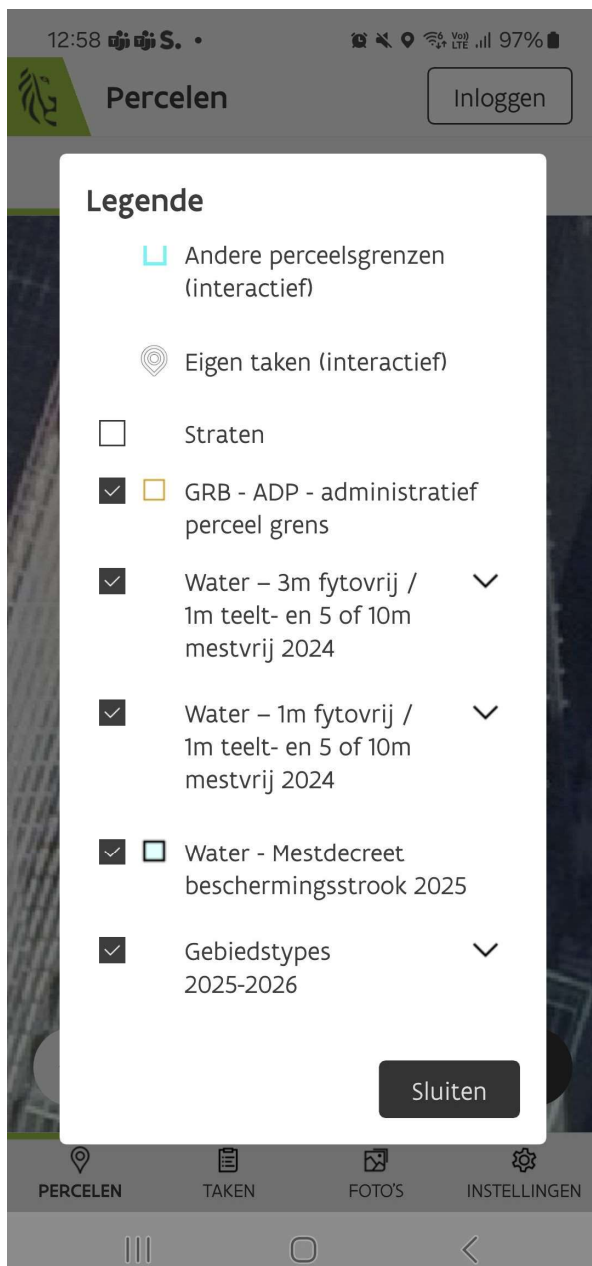 12:58 S. • 97%
Vo))
LTE
Percelen
Inloggen
Legende
Andere perceelsgrenzen
(interactief)
Eigen taken (interactief)
Straten
GRB - ADP - administratief
perceel grens
Water – 3m fytovrij /
1m teelt- en 5 of 10m
mestvrij 2024
Water – 1m fytovrij /
1m teelt- en 5 of 10m
mestvrij 2024
Water - Mestdecreet
beschermingsstrook 2025
Gebiedstypes
2025-2026
Sluiten
PERCELEN TAKEN FOTO'S INSTELLINGEN